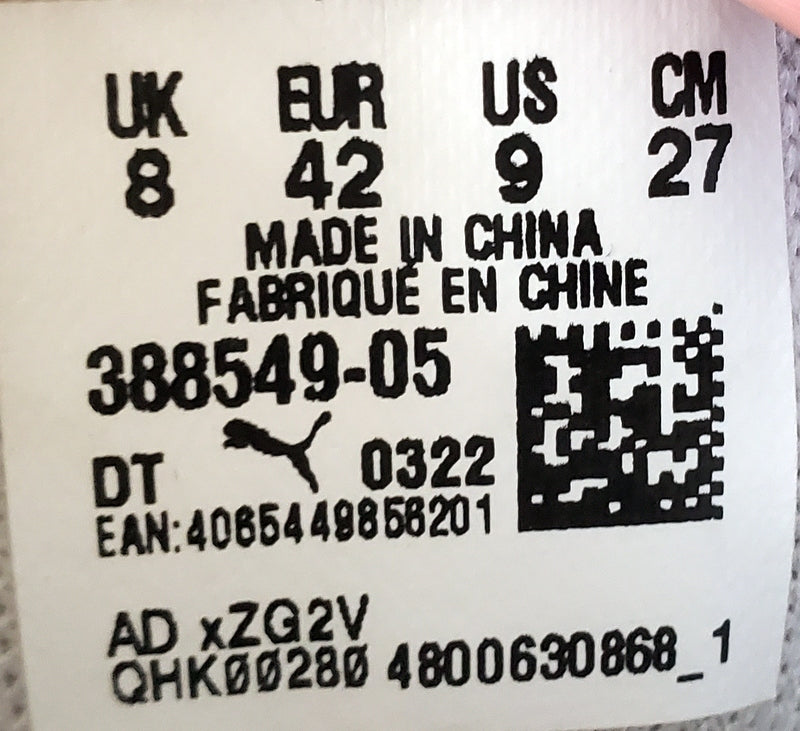 UK EUR US CM
8 42 9 27
MADE IN CHINA
FABRIQUÉ EN CHINE
388549-05
DT 0322
EAN:4065449856201
AD xZG2V
QHK00280 4800630868_1